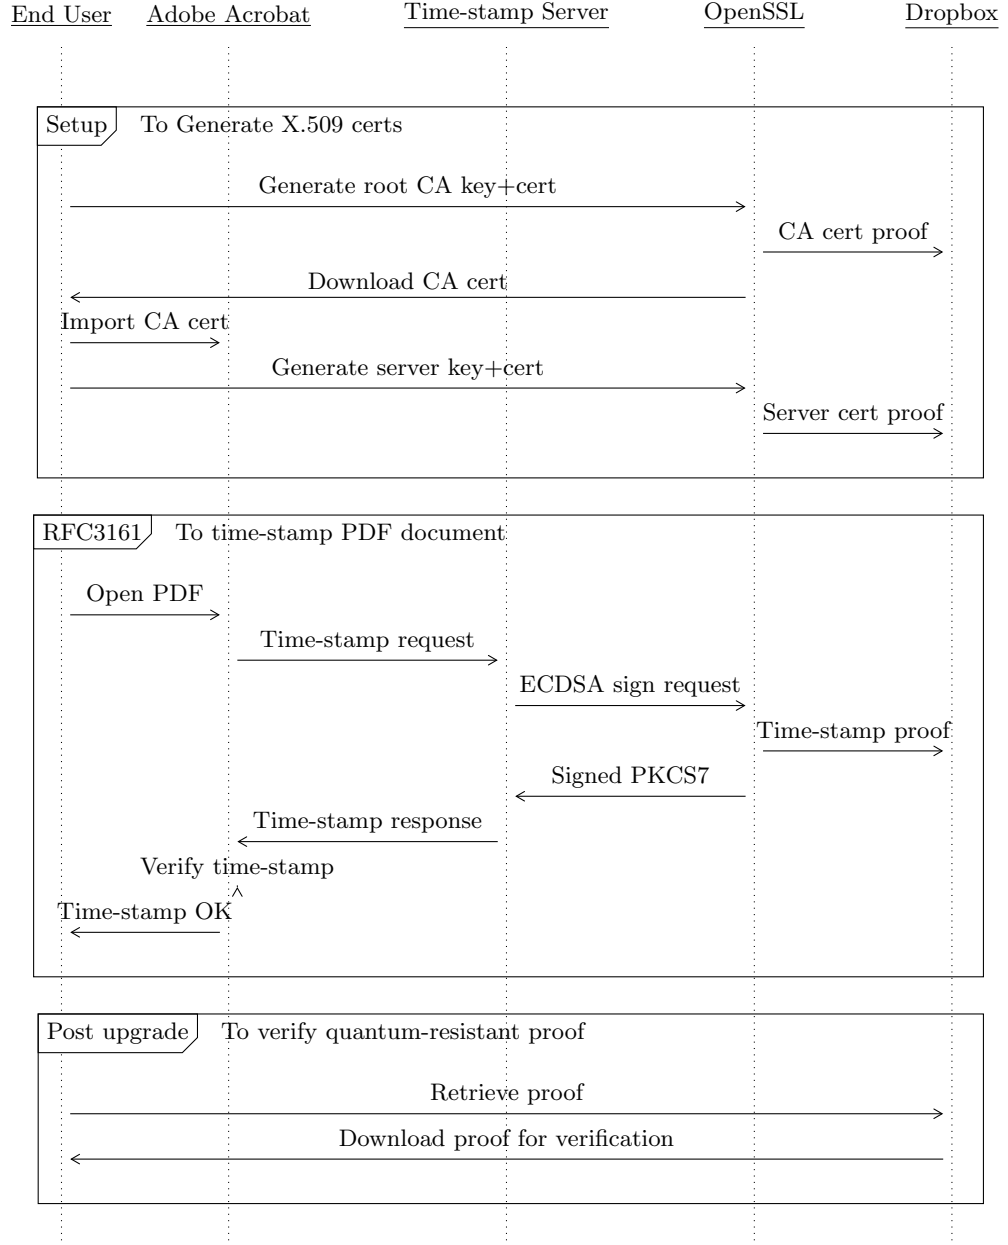 End User
Adobe Acrobat
Time-stamp Server
OpenSSL
Dropbox
Setup
To Generate X.509 certs
Generate root CA key+cert
CA cert proof
Download CA cert
Import CA cert
Generate server key+cert
Server cert proof
RFC3161
To time-stamp PDF document
Open PDF
Time-stamp request
ECDSA sign request
Time-stamp proof
Signed PKCS7
Time-stamp response
Verify time-stamp
Time-stamp OK
Post upgrade
To verify quantum-resistant proof
Retrieve proof
Download proof for verification